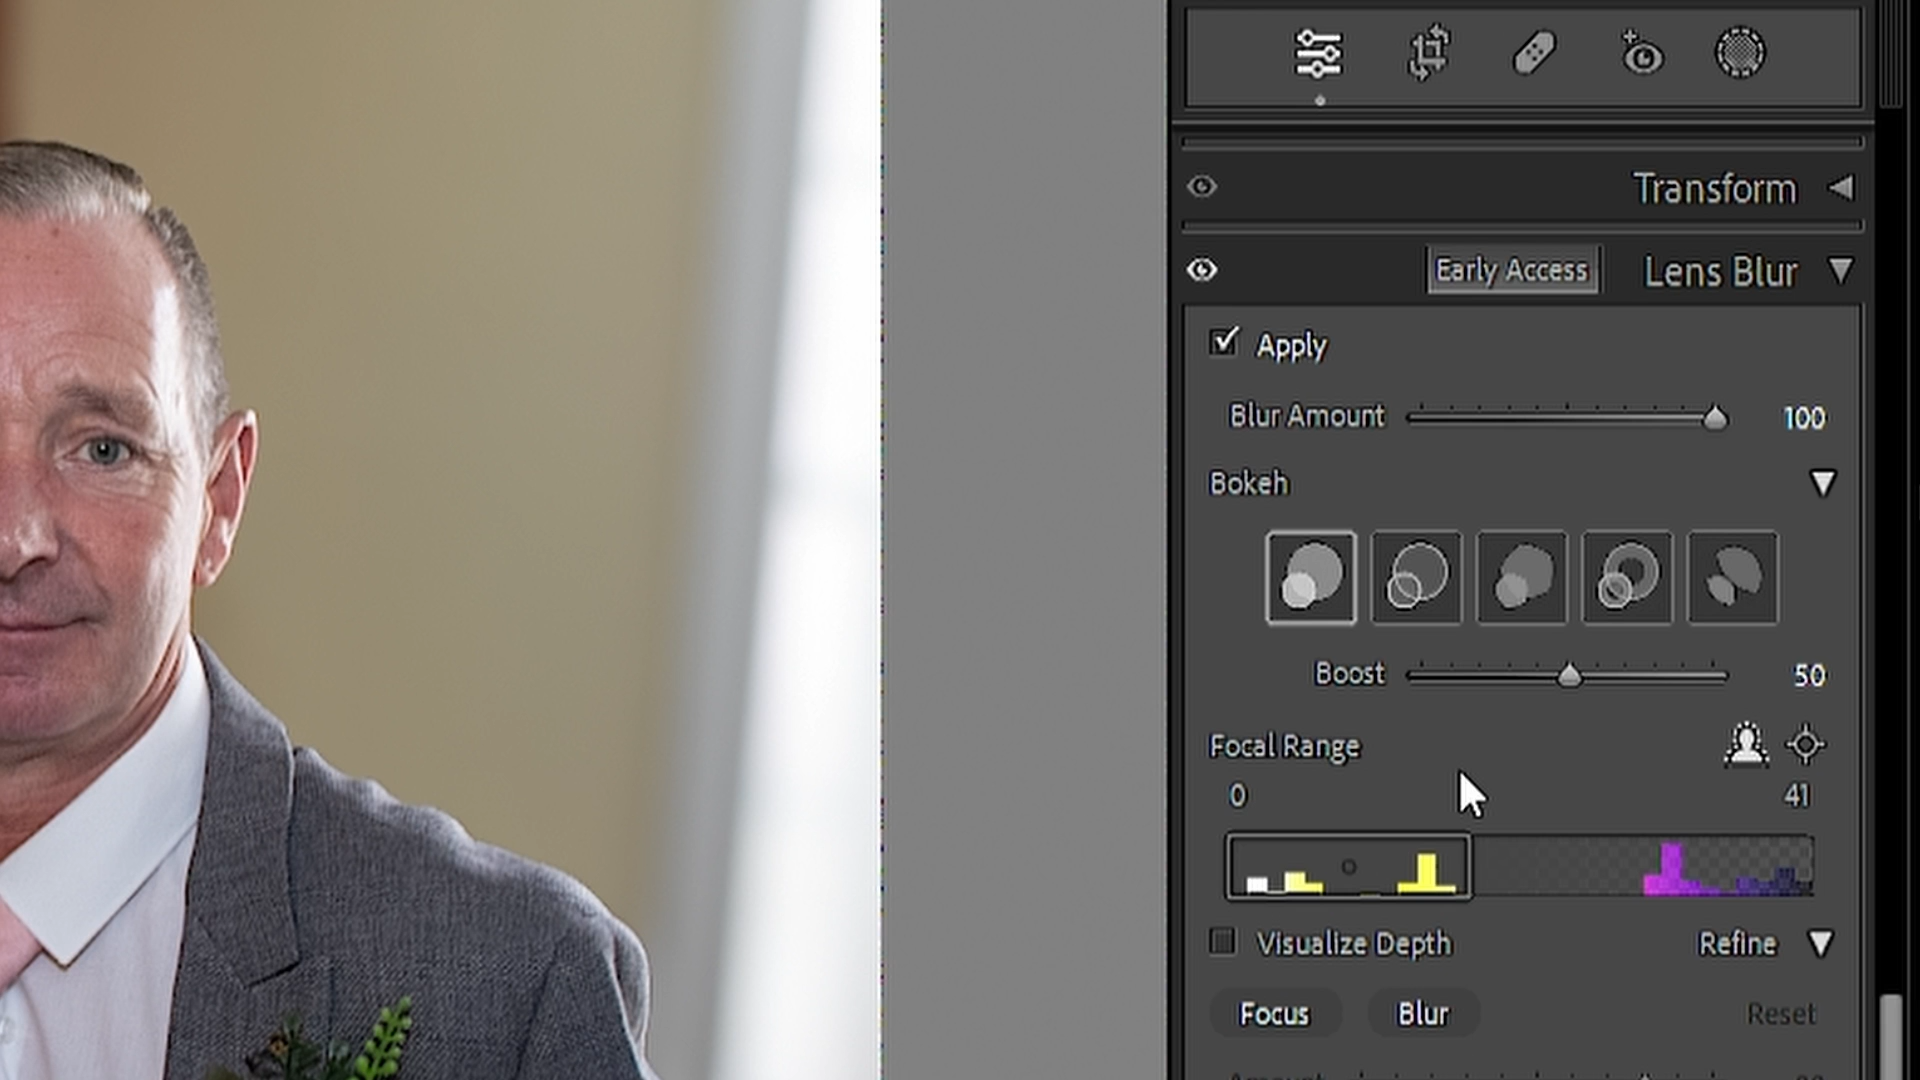 Transform
Early Access Lens Blur
Apply
Blur Amount 100
Bokeh
Boost 50
Focal Range
0 41
Visualize Depth Refine
Focus Blur Reset